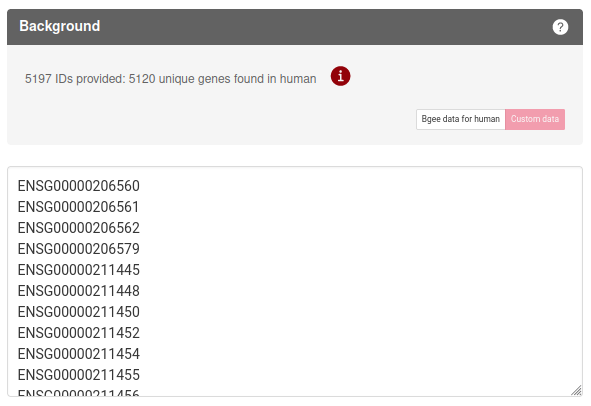 Background
?
5197 IDs provided: 5120 unique genes found in human
i
Bgee data for human Custom data
ENSG00000206560
ENSG00000206561
ENSG00000206562
ENSG00000206579
ENSG00000211445
ENSG00000211448
ENSG00000211450
ENSG00000211452
ENSG00000211454
ENSG00000211455
ENSG00000211456